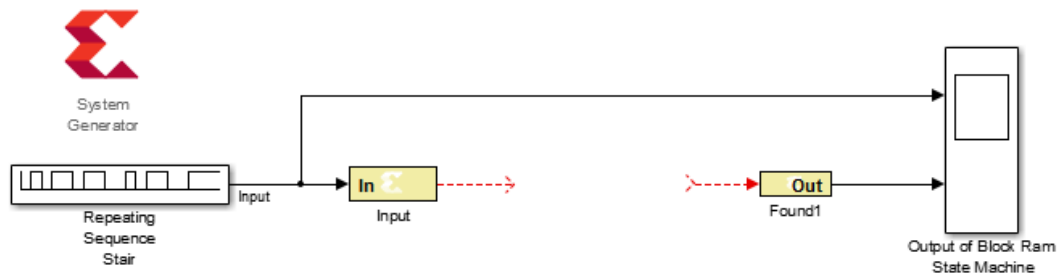 System
Generator
Input
In
Input
Out
Found1
Repeating
Sequence
Stair
Output of Block Ram
State Machine